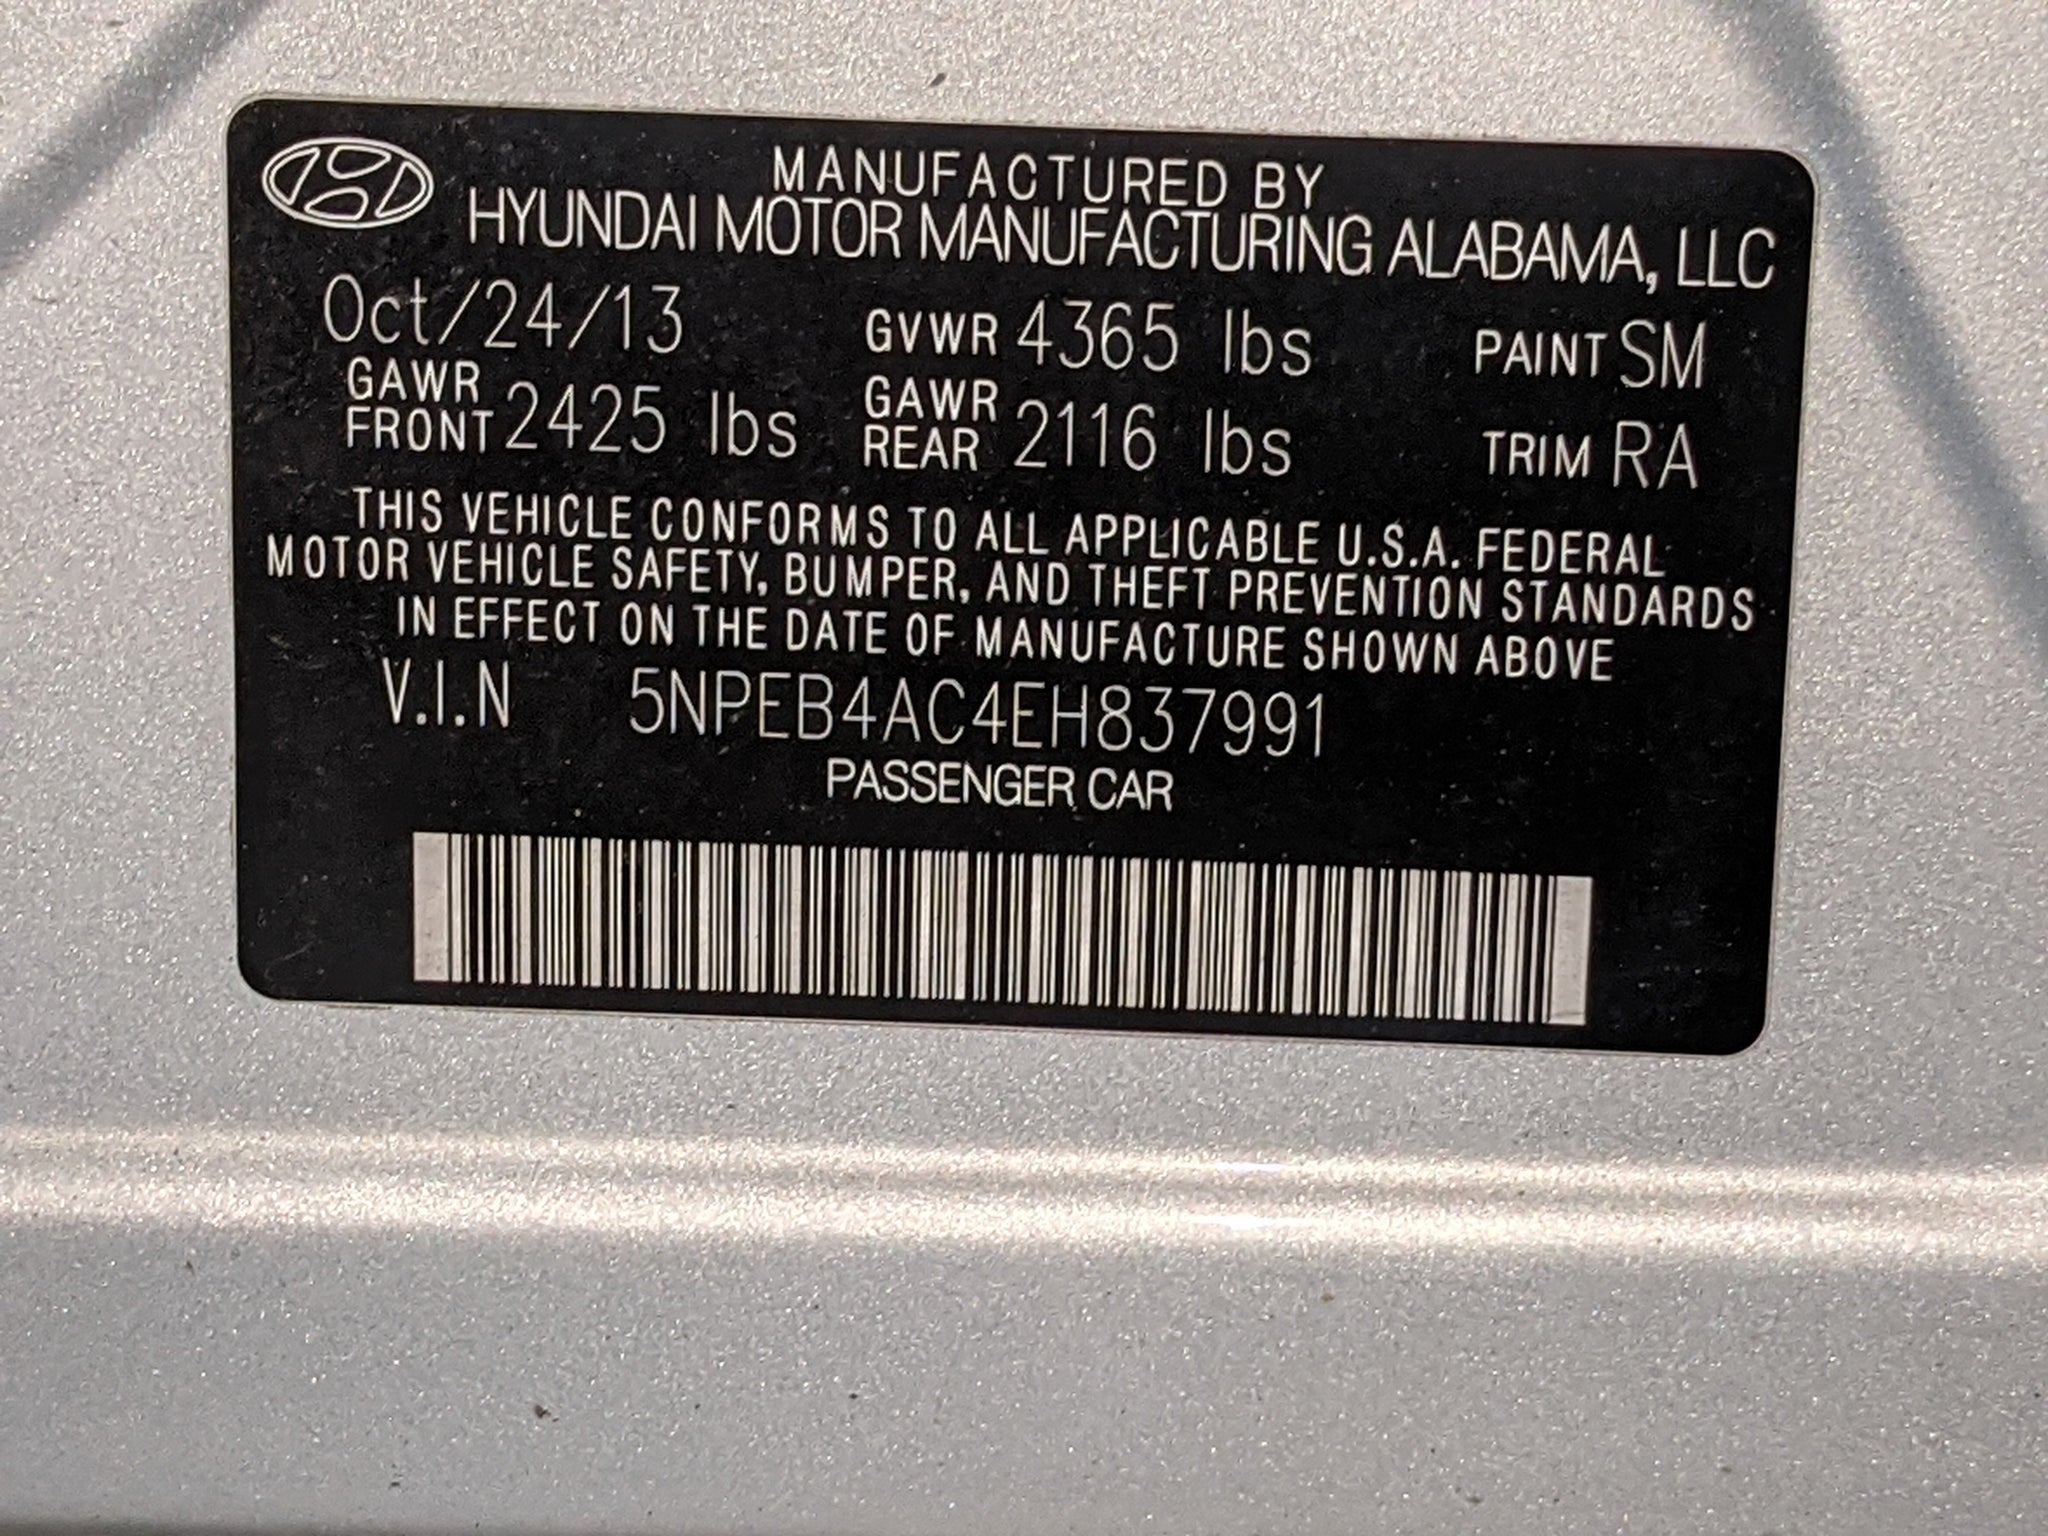 MANUFACTURED BY
HYUNDAI MOTOR MANUFACTURING ALABAMA, LLC
Oct/24/13 GVWR 4365 lbs PAINT SM
GAWR FRONT 2425 lbs GAWR REAR 2116 lbs TRIM RA
THIS VEHICLE CONFORMS TO ALL APPLICABLE U.S.A. FEDERAL
MOTOR VEHICLE SAFETY, BUMPER, AND THEFT PREVENTION STANDARDS
IN EFFECT ON THE DATE OF MANUFACTURE SHOWN ABOVE
V.I.N 5NPEB4AC4EH837991
PASSENGER CAR